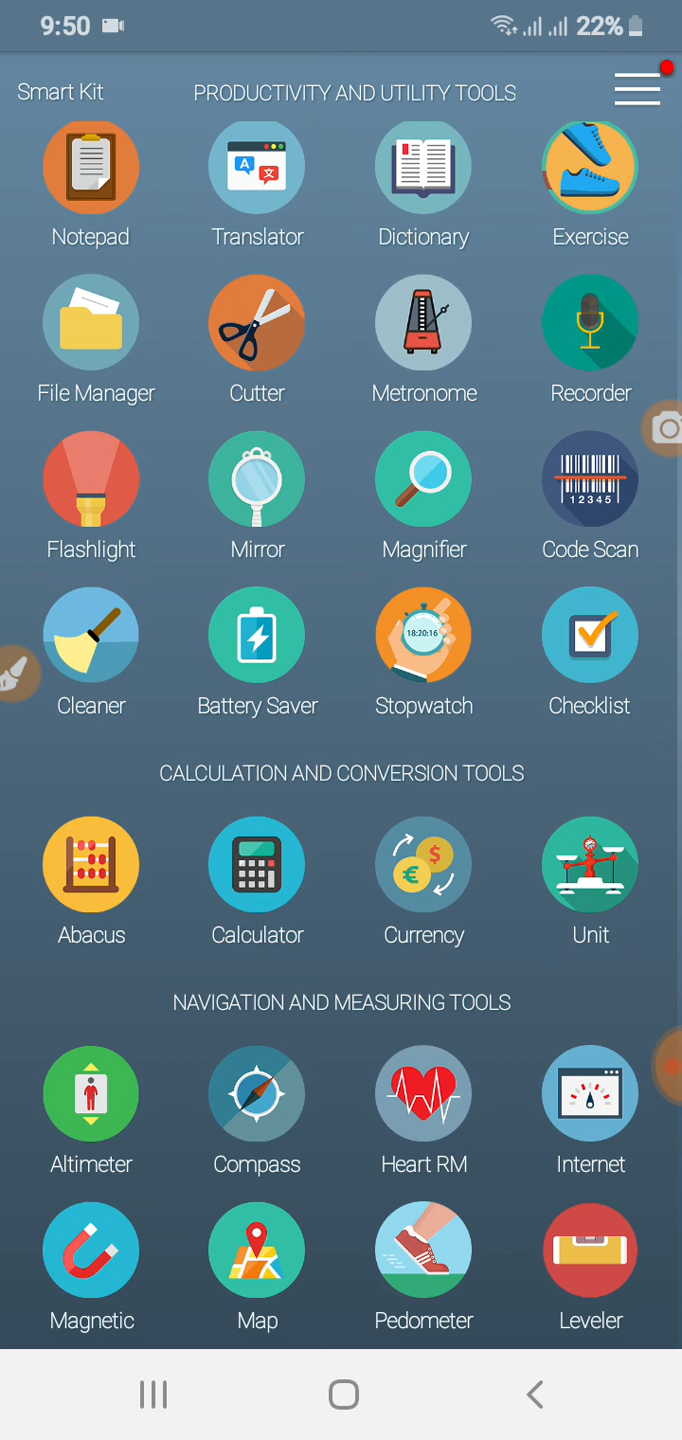 9:50 22%
Smart Kit PRODUCTIVITY AND UTILITY TOOLS
A 文
Notepad Translator Dictionary Exercise
File Manager Cutter Metronome Recorder
12345
Flashlight Mirror Magnifier Code Scan
18:20:16
Cleaner Battery Saver Stopwatch Checklist
CALCULATION AND CONVERSION TOOLS
$
€
Abacus Calculator Currency Unit
NAVIGATION AND MEASURING TOOLS
Altimeter Compass Heart RM Internet
Magnetic Map Pedometer Leveler